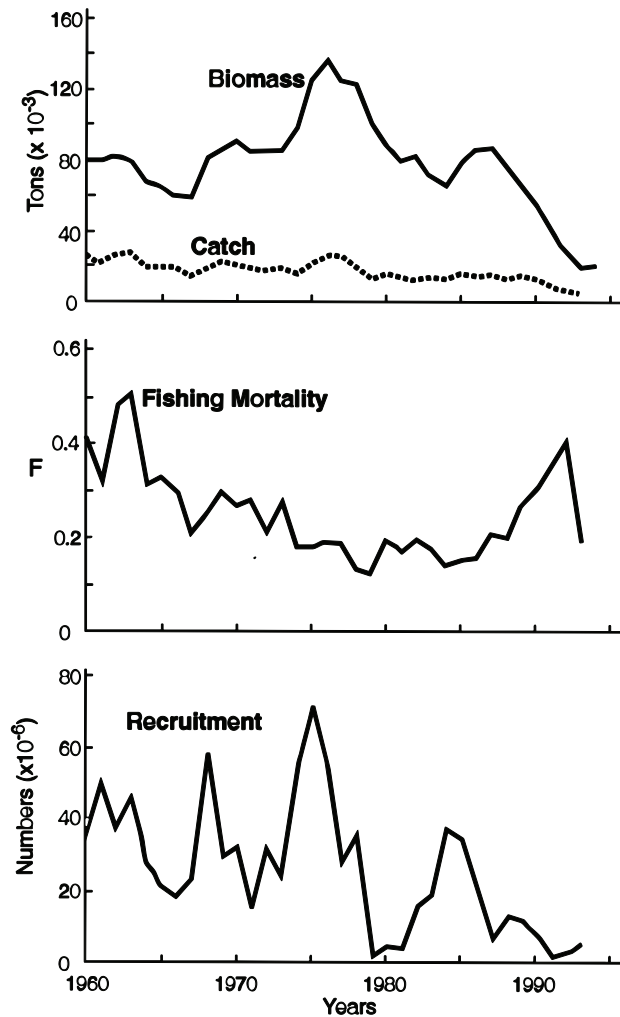 160
Biomass
120
Tons (x 10-3)
80
40
Catch
0
0.6
Fishing Mortality
0.4
F
0.2
0
80
Recruitment
60
Numbers (x10-6)
40
20
0
1960 1970 1980 1990
Years